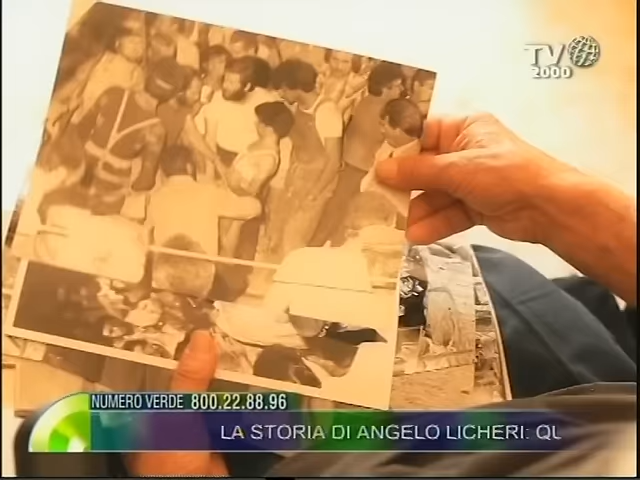 TV
2000
NUMERO VERDE 800.22.88.96
LA STORIA DI ANGELO LICHERI: QU